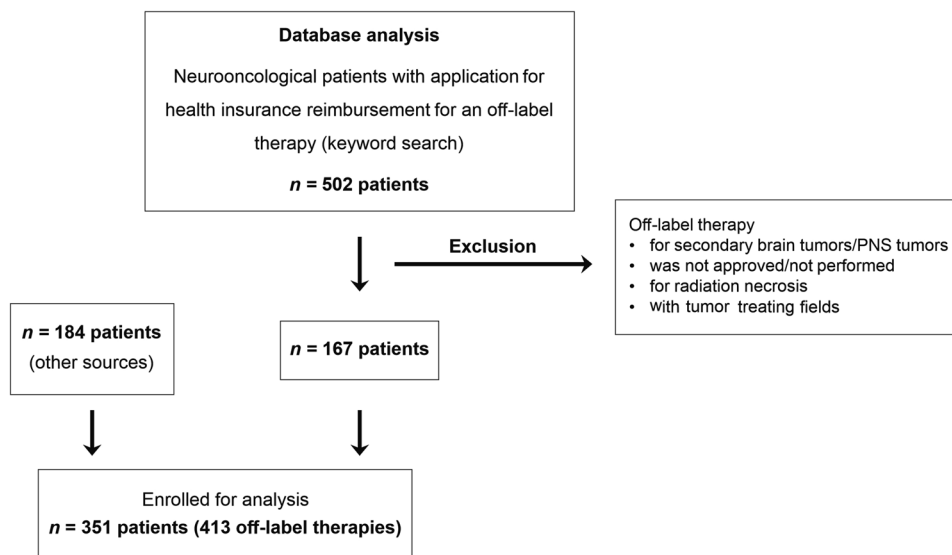 Database analysis
Neurooncological patients with application for
health insurance reimbursement for an off-label
therapy (keyword search)
n = 502 patients
Exclusion
Off-label therapy
• for secondary brain tumors/PNS tumors
• was not approved/not performed
• for radiation necrosis
• with tumor treating fields
n = 184 patients
(other sources)
n = 167 patients
Enrolled for analysis
n = 351 patients (413 off-label therapies)